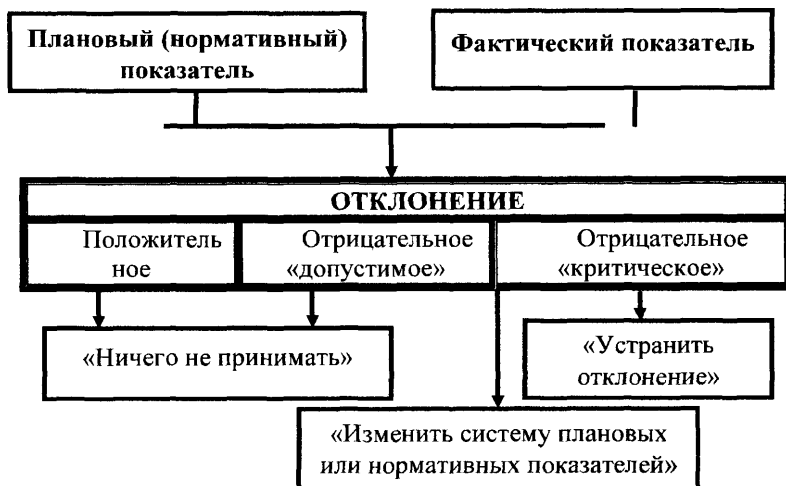 Плановый (нормативный)
показатель
Фактический показатель
ОТКЛОНЕНИЕ
Положитель
ное
Отрицательное
«допустимое»
Отрицательное
«критическое»
«Ничего не принимать»
«Устранить
отклонение»
«Изменить систему плановых
или нормативных показателей»